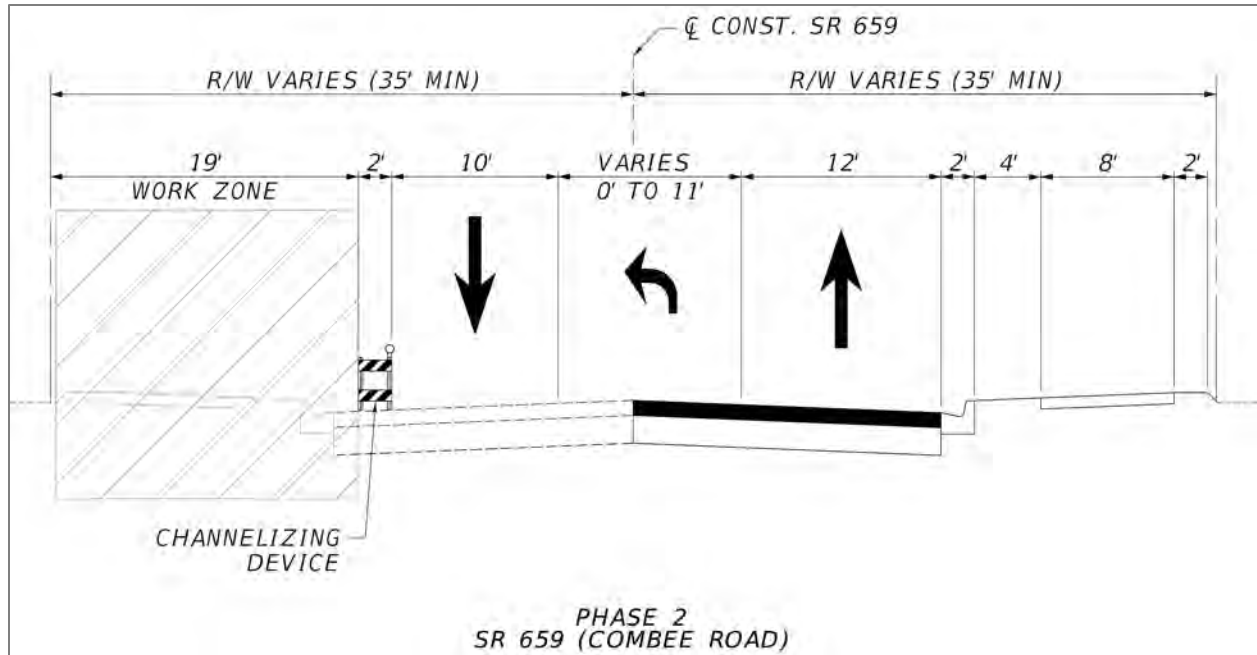 ℄ CONST. SR 659
R/W VARIES (35' MIN)
R/W VARIES (35' MIN)
19'
2'
10'
VARIES
12'
2'
4'
8'
2'
WORK ZONE
0' TO 11'
CHANNELIZING
DEVICE
PHASE 2
SR 659 (COMBEE ROAD)